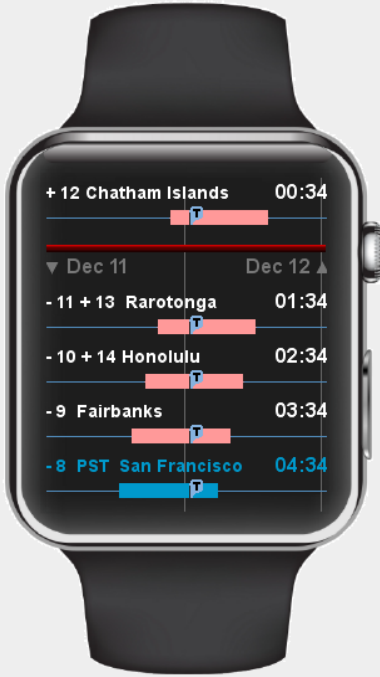 + 12 Chatham Islands 00:34
T
▼ Dec 11 Dec 12 ▲
- 11 + 13 Rarotonga 01:34
T
- 10 + 14 Honolulu 02:34
T
- 9 Fairbanks 03:34
T
- 8 PST San Francisco 04:34
T